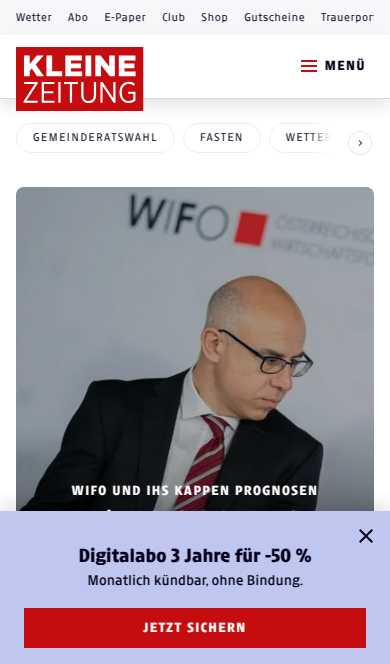 Wetter Abo E-Paper Club Shop Gutscheine Trauerpor
KLEINE
ZEITUNG
MENÜ
GEMEINDERATSWAHL FASTEN WETTER
WIFO ÖSTERREICHISC
WIRTSCHAFTSFO
WIFO UND IHS KAPPEN PROGNOSEN
Digitalabo 3 Jahre für -50 %
Monatlich kündbar, ohne Bindung.
JETZT SICHERN